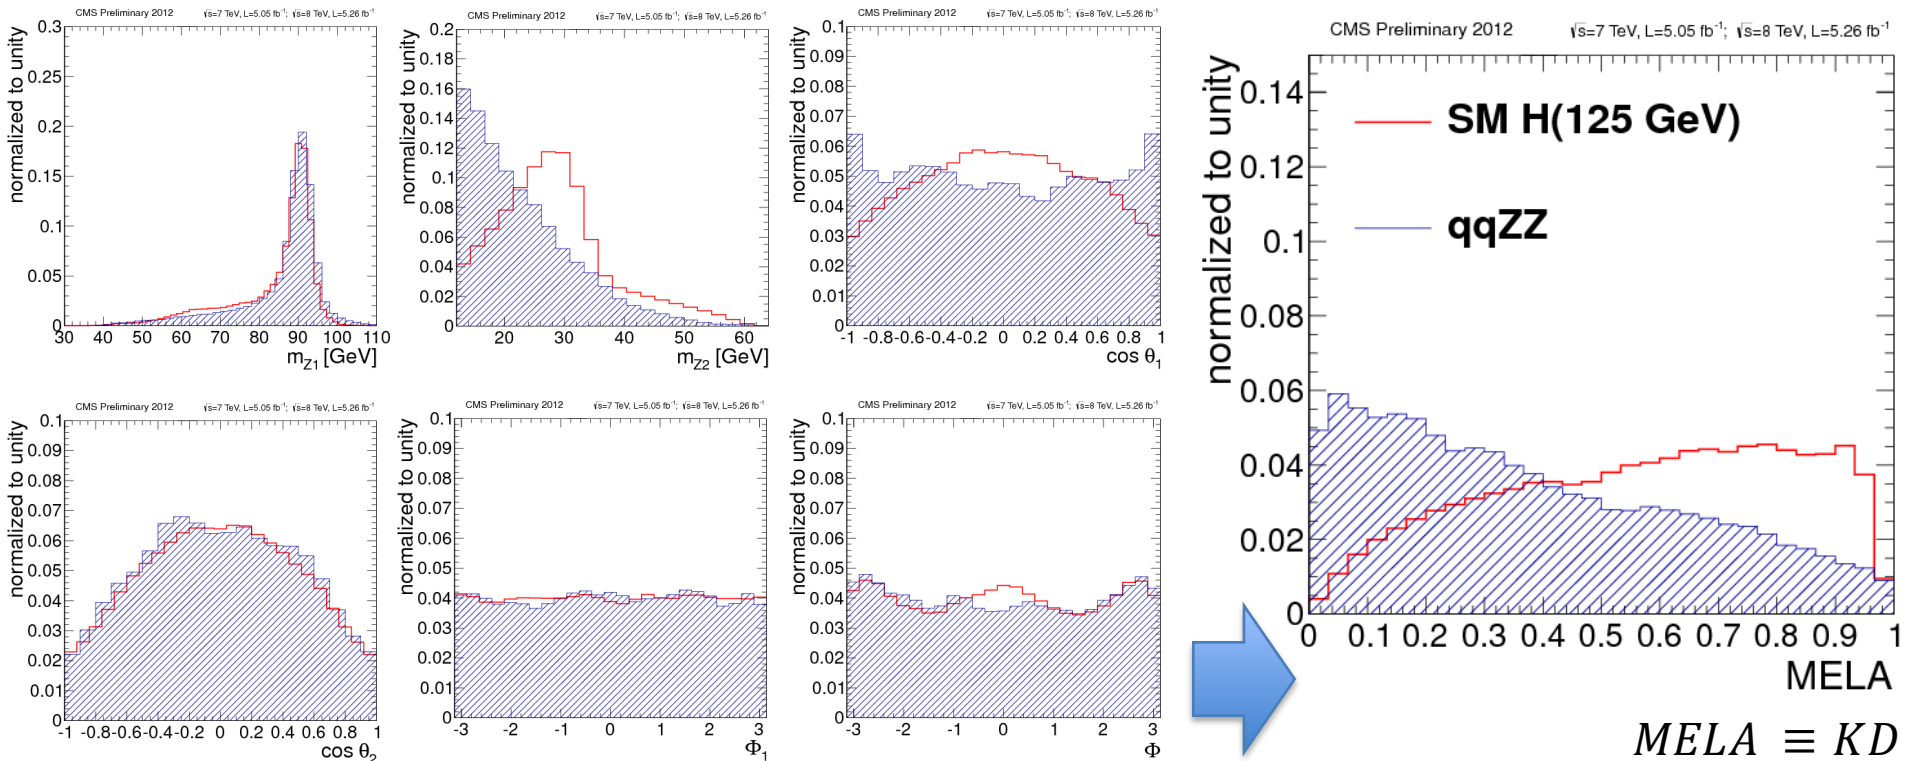 CMS Preliminary 2012 √s=7 TeV, L=5.05 fb⁻¹; √s=8 TeV, L=5.26 fb⁻¹
normalized to unity
0.3
0.25
0.2
0.15
0.1
0.05
0
30 40 50 60 70 80 90 100 110
m_Z1 [GeV]
CMS Preliminary 2012 √s=7 TeV, L=5.05 fb⁻¹; √s=8 TeV, L=5.26 fb⁻¹
normalized to unity
0.2
0.18
0.16
0.14
0.12
0.10
0.08
0.06
0.04
0.02
0
20 30 40 50 60
m_Z2 [GeV]
CMS Preliminary 2012 √s=7 TeV, L=5.05 fb⁻¹; √s=8 TeV, L=5.26 fb⁻¹
normalized to unity
0.1
0.09
0.08
0.07
0.06
0.05
0.04
0.03
0.02
0.01
0
-1 -0.8-0.6-0.4-0.2 0 0.2 0.4 0.6 0.8 1
cos θ₁
CMS Preliminary 2012 √s=7 TeV, L=5.05 fb⁻¹; √s=8 TeV, L=5.26 fb⁻¹
normalized to unity
0.1
0.09
0.08
0.07
0.06
0.05
0.04
0.03
0.02
0.01
0
-1 -0.8-0.6-0.4-0.2 0 0.2 0.4 0.6 0.8 1
cos θ₂
CMS Preliminary 2012 √s=7 TeV, L=5.05 fb⁻¹; √s=8 TeV, L=5.26 fb⁻¹
normalized to unity
0.1
0.09
0.08
0.07
0.06
0.05
0.04
0.03
0.02
0.01
0
-3 -2 -1 0 1 2 3
Φ₁
CMS Preliminary 2012 √s=7 TeV, L=5.05 fb⁻¹; √s=8 TeV, L=5.26 fb⁻¹
normalized to unity
0.1
0.09
0.08
0.07
0.06
0.05
0.04
0.03
0.02
0.01
0
-3 -2 -1 0 1 2 3
Φ
CMS Preliminary 2012 √s=7 TeV, L=5.05 fb⁻¹; √s=8 TeV, L=5.26 fb⁻¹
normalized to unity
0.14
0.12
0.1
0.08
0.06
0.04
0.02
0
SM H(125 GeV)
qqZZ
0 0.1 0.2 0.3 0.4 0.5 0.6 0.7 0.8 0.9 1
MELA
MELA ≡ KD